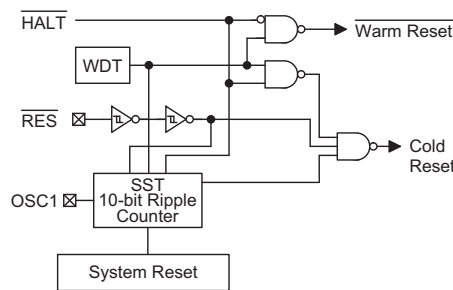 HALT
Warm Reset
WDT
RES
Cold
Reset
SST
10-bit Ripple
Counter
OSC1
System Reset